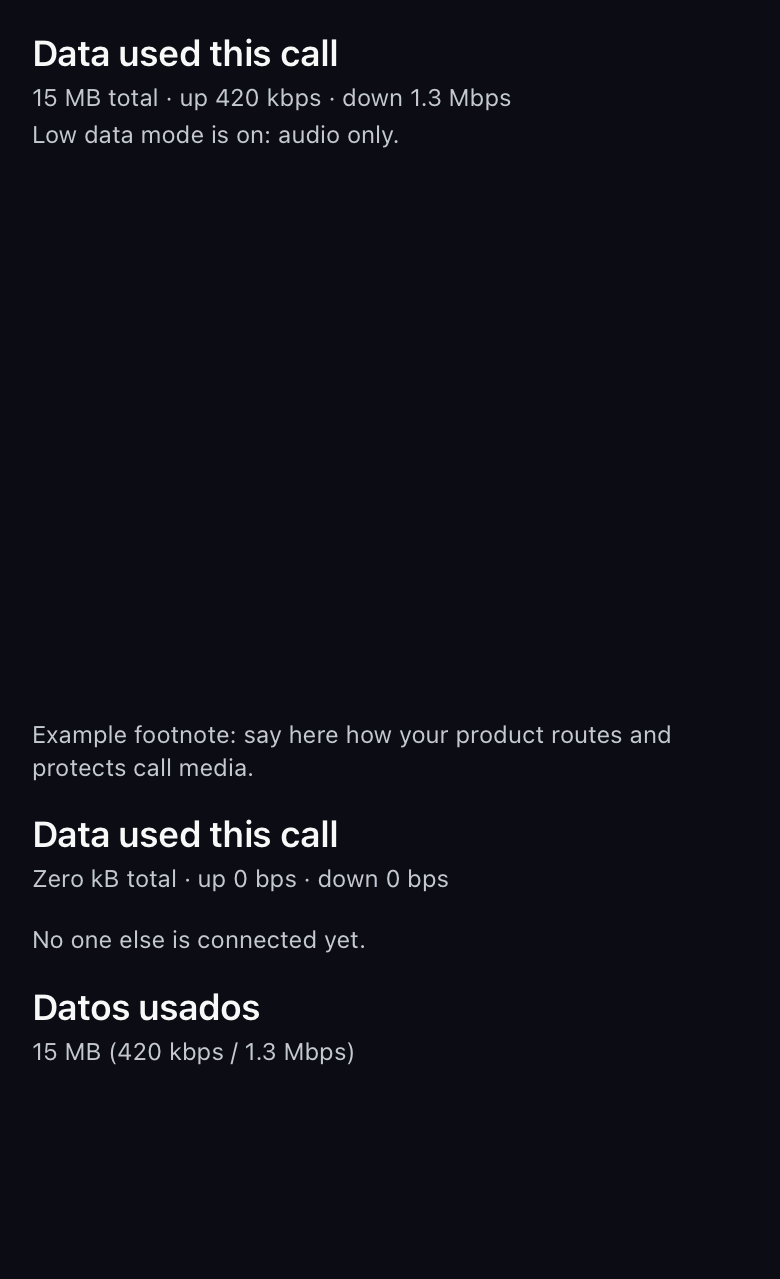 Data used this call
15 MB total · up 420 kbps · down 1.3 Mbps
Low data mode is on: audio only.
Example footnote: say here how your product routes and
protects call media.
Data used this call
Zero kB total · up 0 bps · down 0 bps
No one else is connected yet.
Datos usados
15 MB (420 kbps / 1.3 Mbps)